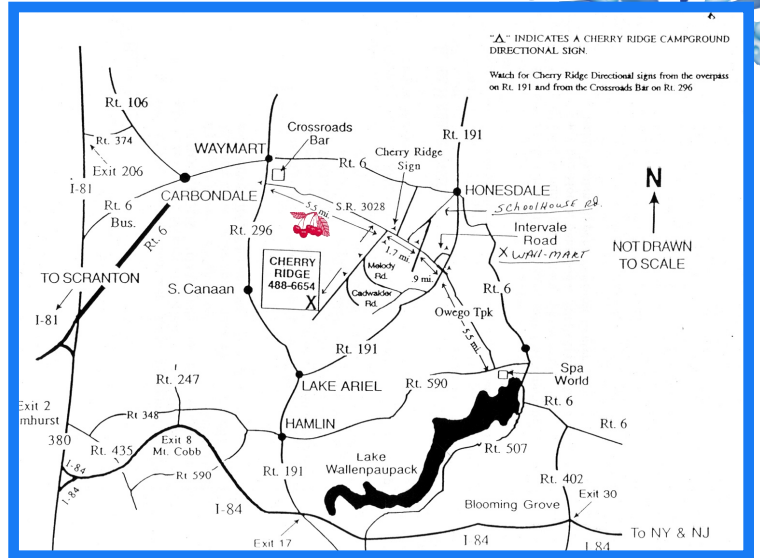 "△" INDICATES A CHERRY RIDGE CAMPGROUND
DIRECTIONAL SIGN.
Watch for Cherry Ridge Directional signs from the overpass
on Rt. 191 and from the Crossroads Bar on Rt. 296
Rt. 106
Rt. 374
Exit 206
I-81
Rt. 6
Bus.
CARBONDALE
Rt. 6
WAYMART
Crossroads
Bar
Rt. 6
Cherry Ridge
Sign
Rt. 191
HONESDALE
SCHOOLHOUSE RD.
Intervale
Road
X WALL-MART
N
NOT DRAWN
TO SCALE
S.R. 3028
5.5 mi.
1.7 mi.
.9 mi.
Rt. 296
CHERRY
RIDGE
488-6654
X
Melody
Rd.
Cadwalder
Rd.
TO SCRANTON
I-81
S. Canaan
Rt. 6
Owego Tpk
5.5 mi.
Rt. 191
LAKE ARIEL
Rt. 590
Spa
World
Rt. 247
Rt 348
Exit 2
mhurst
380
Rt. 435
Exit 8
Mt. Cobb
Rt 590
HAMLIN
Rt. 191
Lake
Wallenpaupack
Rt. 507
Rt. 6
Rt. 6
Rt. 402
I-84
I-84
I-84
Exit 17
Blooming Grove
Exit 30
To NY & NJ
I 84
I 84